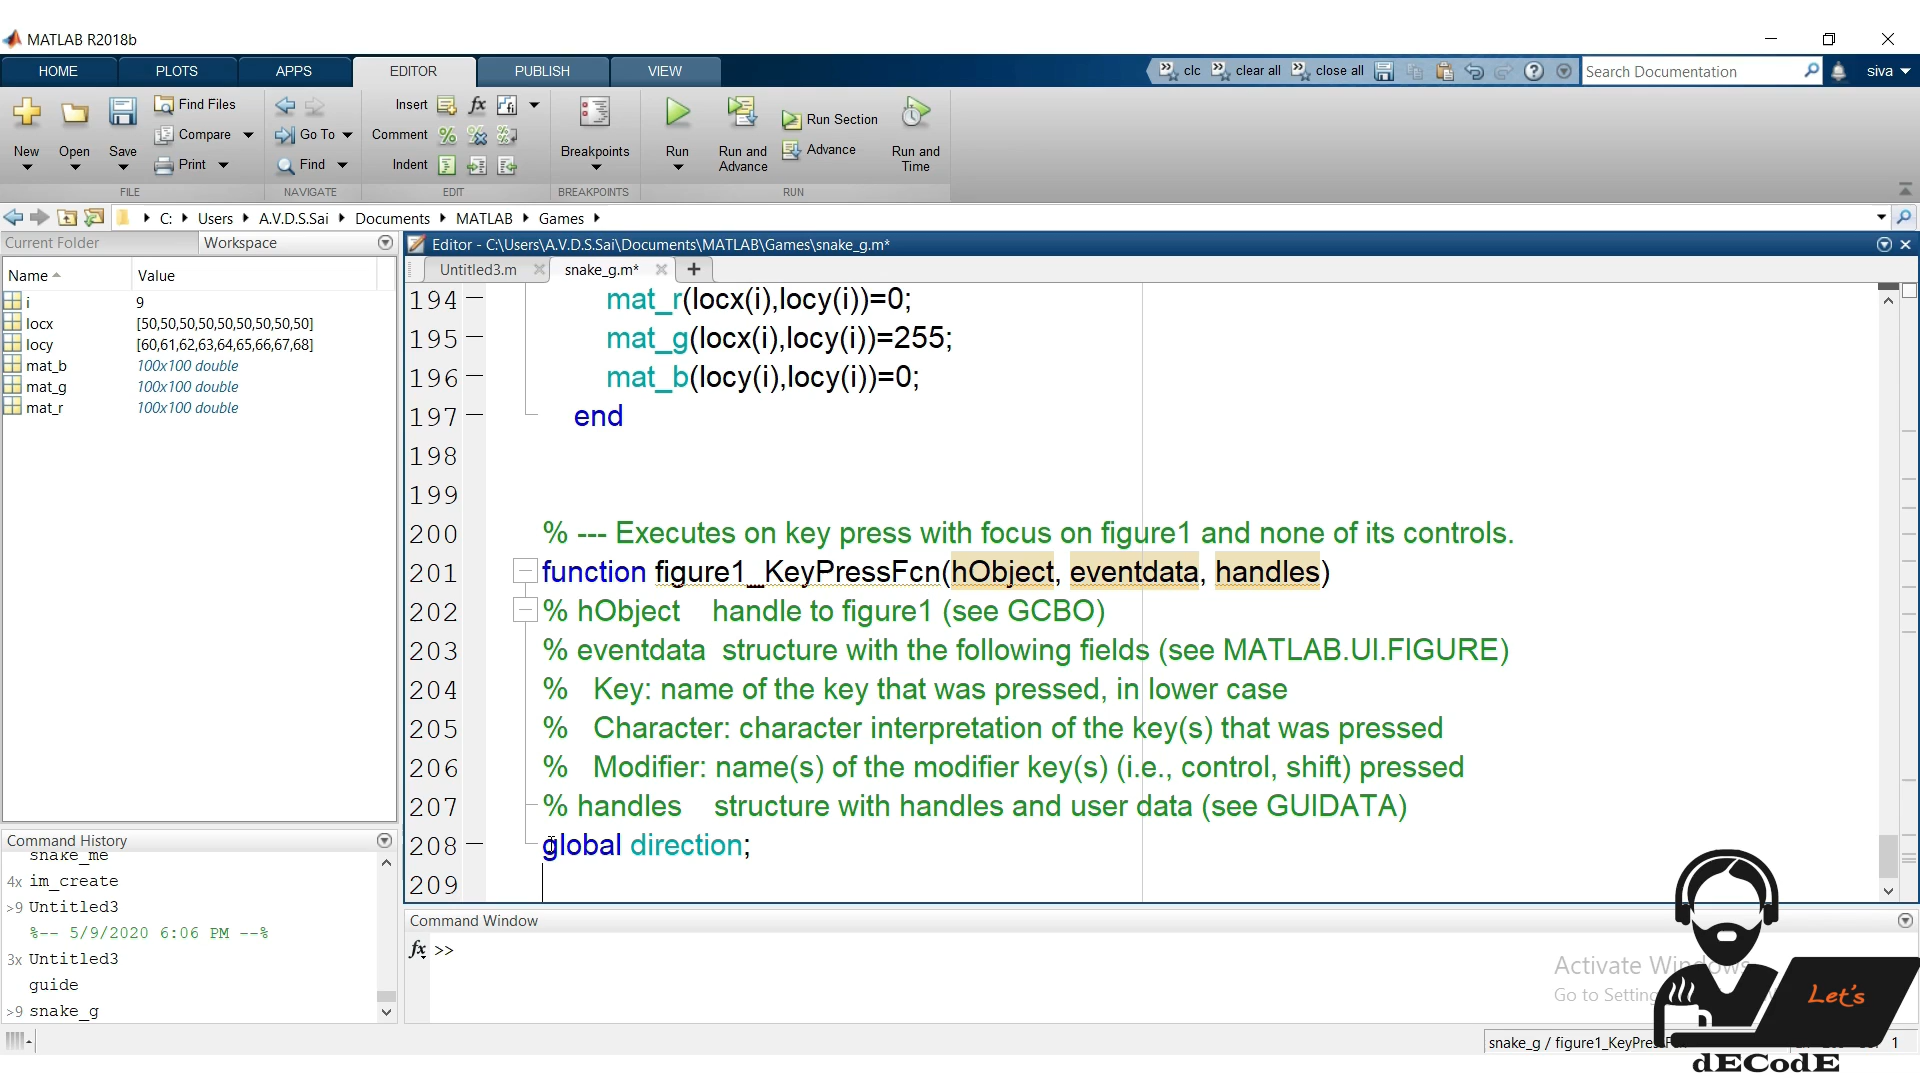 MATLAB R2018b
HOME PLOTS APPS EDITOR PUBLISH VIEW
clc clear all close all Search Documentation siva
New Open Save Find Files Compare Print
Go To Find
Insert fx
Comment
Indent
Breakpoints Run Run and Advance Run Section Advance Run and Time
FILE NAVIGATE EDIT BREAKPOINTS RUN
C: Users A.V.D.S.Sai Documents MATLAB Games
Current Folder Workspace
Name Value
i 9
locx [50,50,50,50,50,50,50,50,50]
locy [60,61,62,63,64,65,66,67,68]
mat_b 100x100 double
mat_g 100x100 double
mat_r 100x100 double
Command History
snake_me
4x im_create
>9 Untitled3
%-- 5/9/2020 6:06 PM --%
3x Untitled3
guide
>9 snake_g
Editor - C:\Users\A.V.D.S.Sai\Documents\MATLAB\Games\snake_g.m*
Untitled3.m snake_g.m*
194 mat_r(locx(i),locy(i))=0;
195 mat_g(locx(i),locy(i))=255;
196 mat_b(locy(i),locy(i))=0;
197 end
198
199
200 % --- Executes on key press with focus on figure1 and none of its controls.
201 function figure1_KeyPressFcn(hObject, eventdata, handles)
202 % hObject handle to figure1 (see GCBO)
203 % eventdata structure with the following fields (see MATLAB.UI.FIGURE)
204 % Key: name of the key that was pressed, in lower case
205 % Character: character interpretation of the key(s) that was pressed
206 % Modifier: name(s) of the modifier key(s) (i.e., control, shift) pressed
207 % handles structure with handles and user data (see GUIDATA)
208 global direction;
209
Command Window
fx >>
Activate Windows
Go to Setting
snake_g / figure1_KeyPres
1
Let's
dECodE